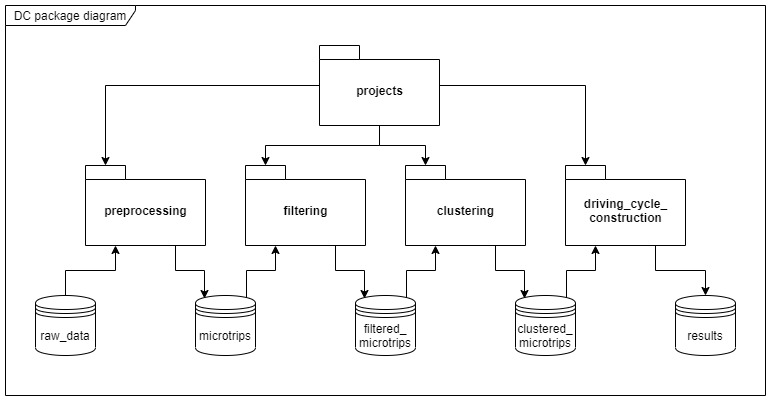 DC package diagram
projects
preprocessing
filtering
clustering
driving_cycle_
construction
raw_data
microtrips
filtered_
microtrips
clustered_
microtrips
results